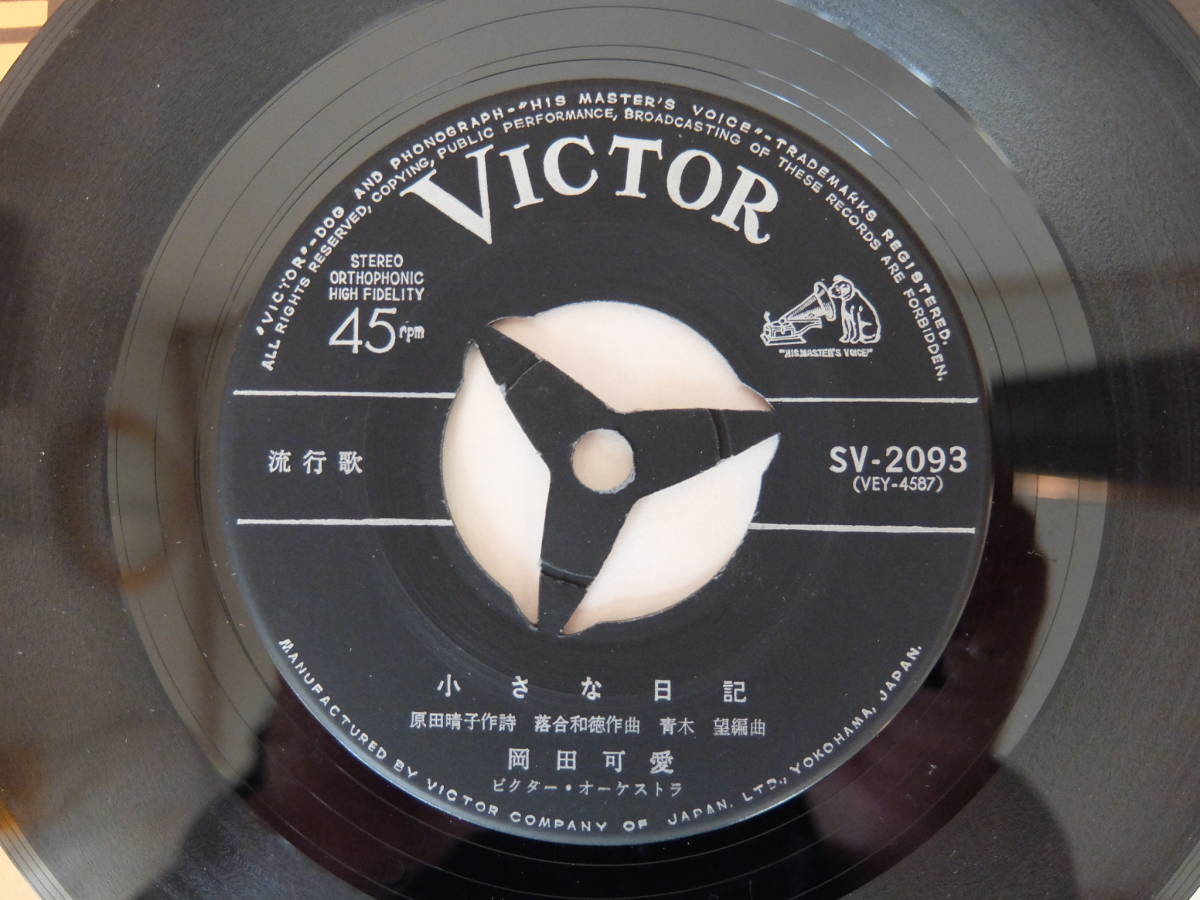 "VICTOR"-DOG AND PHONOGRAPH-"HIS MASTER'S VOICE"-TRADEMARKS REGISTERED.
ALL RIGHTS RESERVED, COPYING, PUBLIC PERFORMANCE, BROADCASTING OF THESE RECORDS ARE FORBIDDEN.
VICTOR
STEREO
ORTHOPHONIC
HIGH FIDELITY
45 rpm
"HIS MASTER'S VOICE"
流行歌
SV-2093
(VEY-4587)
小さな日記
原田晴子作詩 落合和徳作曲 青木 望編曲
岡田可愛
ビクター・オーケストラ
MANUFACTURED BY VICTOR COMPANY OF JAPAN, LTD., YOKOHAMA, JAPAN.